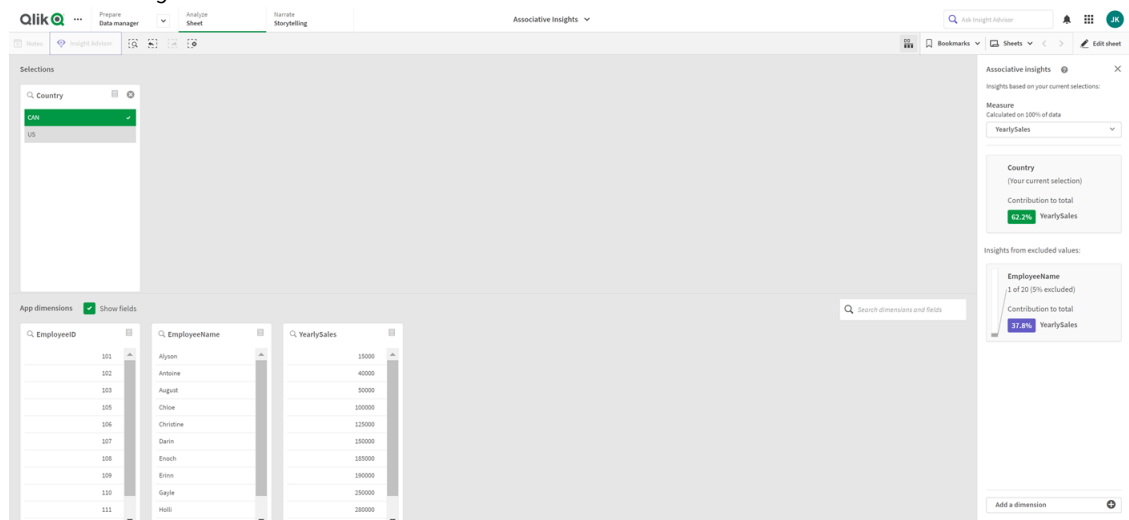 Qlik
Prepare
Data manager
Analyze
Sheet
Narrate
Storytelling
Associative Insights
Ask Insight Advisor
JK
Notes
Insight Advisor
Bookmarks
Sheets
Edit sheet
Selections
Country
CAN
US
Associative insights
Insights based on your current selections:
Measure
Calculated on 100% of data
YearlySales
Country
(Your current selection)
Contribution to total
62.2% YearlySales
Insights from excluded values:
EmployeeName
1 of 20 (5% excluded)
Contribution to total
37.8% YearlySales
Add a dimension
App dimensions
Show fields
Search dimensions and fields
EmployeeID
101
102
103
105
106
107
108
109
110
111
EmployeeName
Alyson
Antoine
August
Chloe
Christine
Darin
Enoch
Erinn
Gayle
Holli
YearlySales
15000
40000
50000
100000
125000
150000
185000
190000
250000
280000